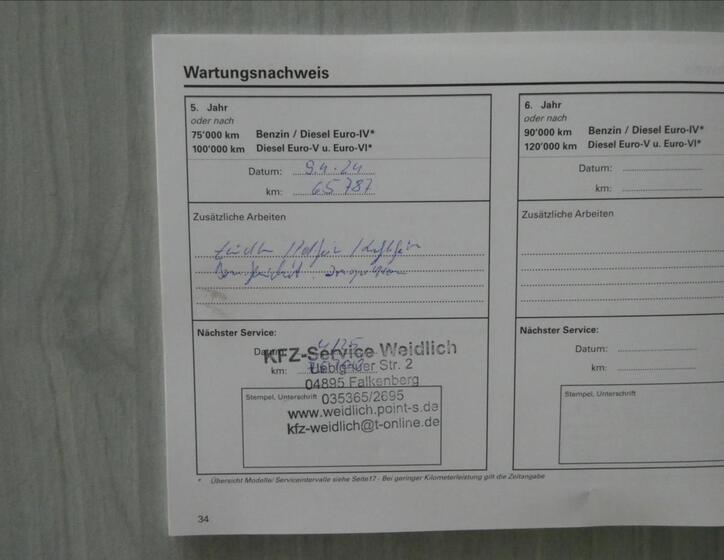 Wartungsnachweis
5. Jahr
oder nach
75'000 km Benzin / Diesel Euro-IV*
100'000 km Diesel Euro-V u. Euro-VI*
Datum: 9.4.24
km: 65787
Zusätzliche Arbeiten
Nächster Service:
Datum: 4/25
km:
KFZ-Service Weidlich
Uebigauer Str. 2
04895 Falkenberg
Stempel, Unterschrift
035365/2695
www.weidlich.point-s.de
kfz-weidlich@t-online.de
6. Jahr
oder nach
90'000 km Benzin / Diesel Euro-IV*
120'000 km Diesel Euro-V u. Euro-VI*
Datum:
km:
Zusätzliche Arbeiten
Nächster Service:
Datum:
km:
Stempel, Unterschrift
* Übersicht Modelle/ Serviceintervalle siehe Seite17 - Bei geringer Kilometerleistung gilt die Zeitangabe
34